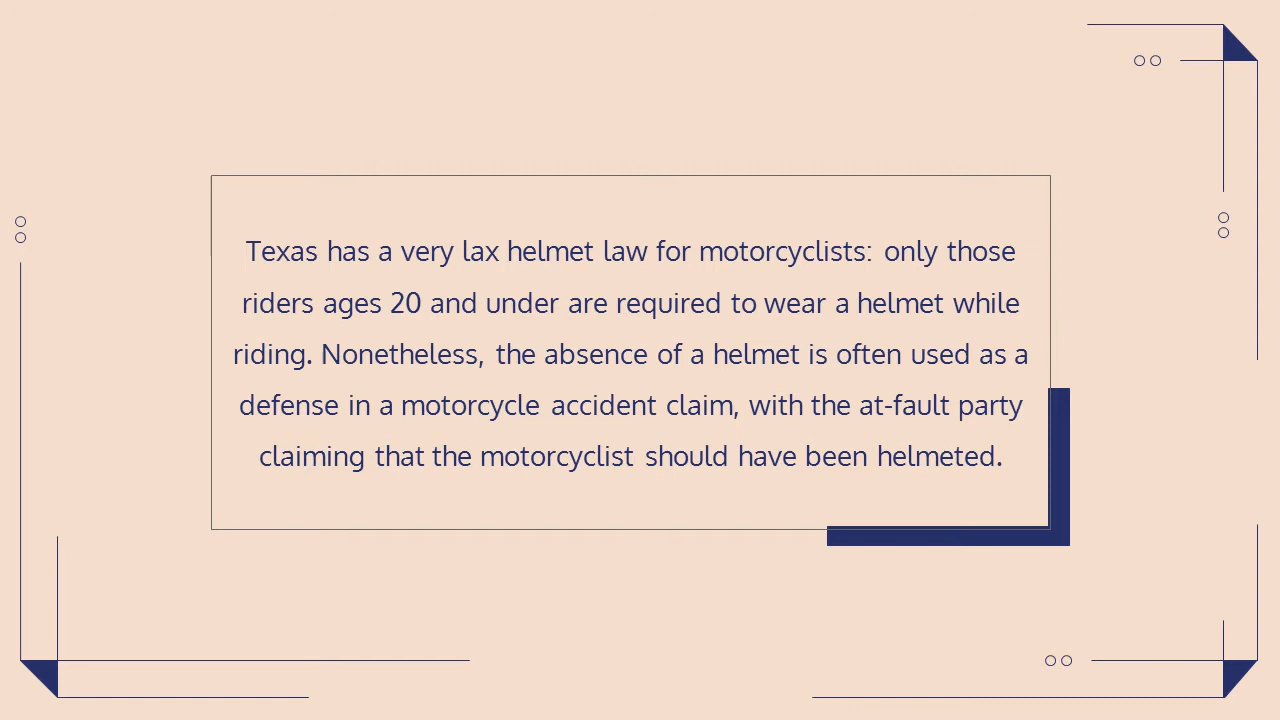 Texas has a very lax helmet law for motorcyclists: only those
riders ages 20 and under are required to wear a helmet while
riding. Nonetheless, the absence of a helmet is often used as a
defense in a motorcycle accident claim, with the at-fault party
claiming that the motorcyclist should have been helmeted.